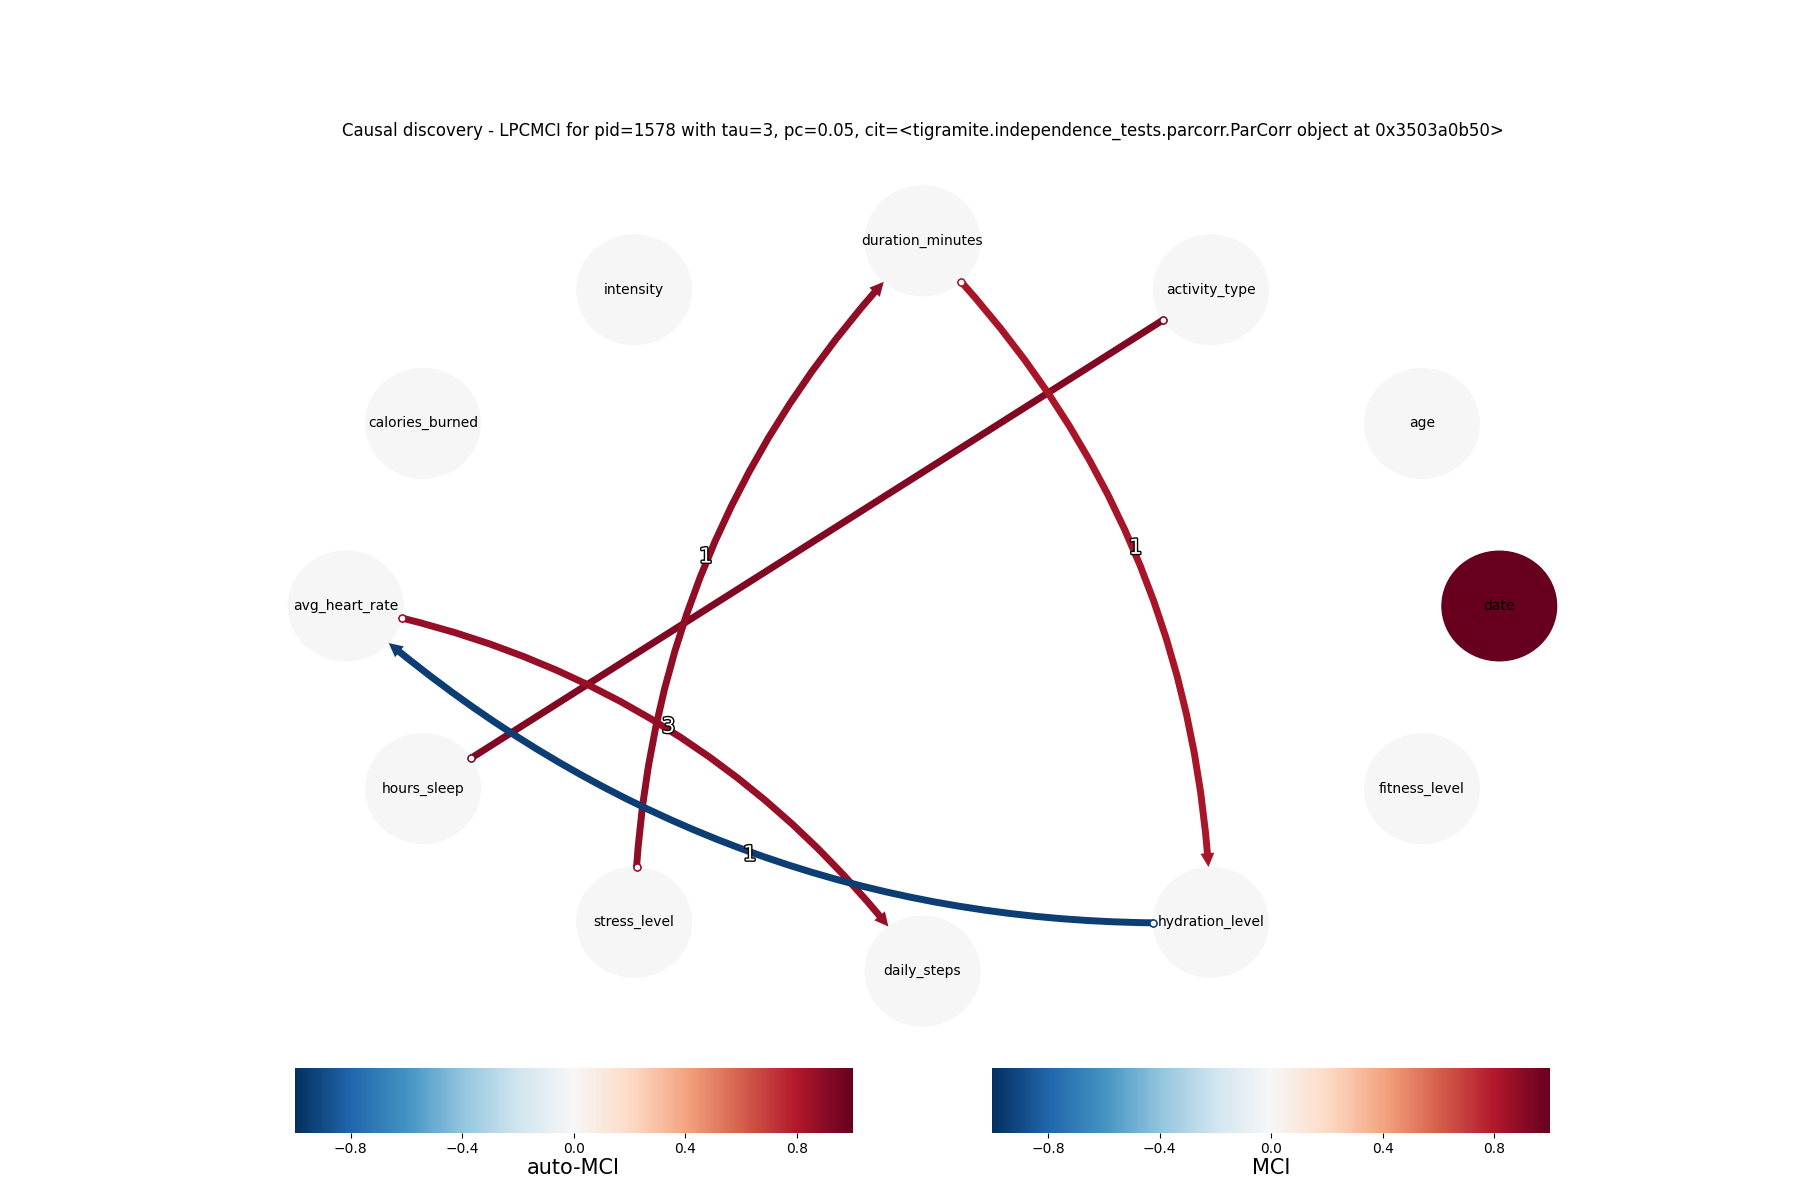 Causal discovery - LPCMCI for pid=1578 with tau=3, pc=0.05, cit=<tigramite.independence_tests.parcorr.ParCorr object at 0x3503a0b50>
duration_minutes
intensity
activity_type
calories_burned
age
1
1
avg_heart_rate
date
3
hours_sleep
fitness_level
1
stress_level
hydration_level
daily_steps
−0.8 −0.4 0.0 0.4 0.8
auto-MCI
−0.8 −0.4 0.0 0.4 0.8
MCI